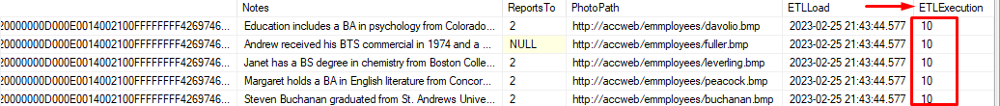 Notes ReportsTo PhotoPath ETLLoad ETLExecution
20000000D000E0014002100FFFFFFFF4269746... Education includes a BA in psychology from Colorado... 2 http://accweb/emmployees/davolio.bmp 2023-02-25 21:43:44.577 10
20000000D000E0014002100FFFFFFFF4269746... Andrew received his BTS commercial in 1974 and a ... NULL http://accweb/emmployees/fuller.bmp 2023-02-25 21:43:44.577 10
20000000D000E0014002100FFFFFFFF4269746... Janet has a BS degree in chemistry from Boston Colle... 2 http://accweb/emmployees/leverling.bmp 2023-02-25 21:43:44.577 10
20000000D000E0014002100FFFFFFFF4269746... Margaret holds a BA in English literature from Concor... 2 http://accweb/emmployees/peacock.bmp 2023-02-25 21:43:44.577 10
20000000D000E0014002100FFFFFFFF4269746... Steven Buchanan graduated from St. Andrews Unive... 2 http://accweb/emmployees/buchanan.bmp 2023-02-25 21:43:44.577 10